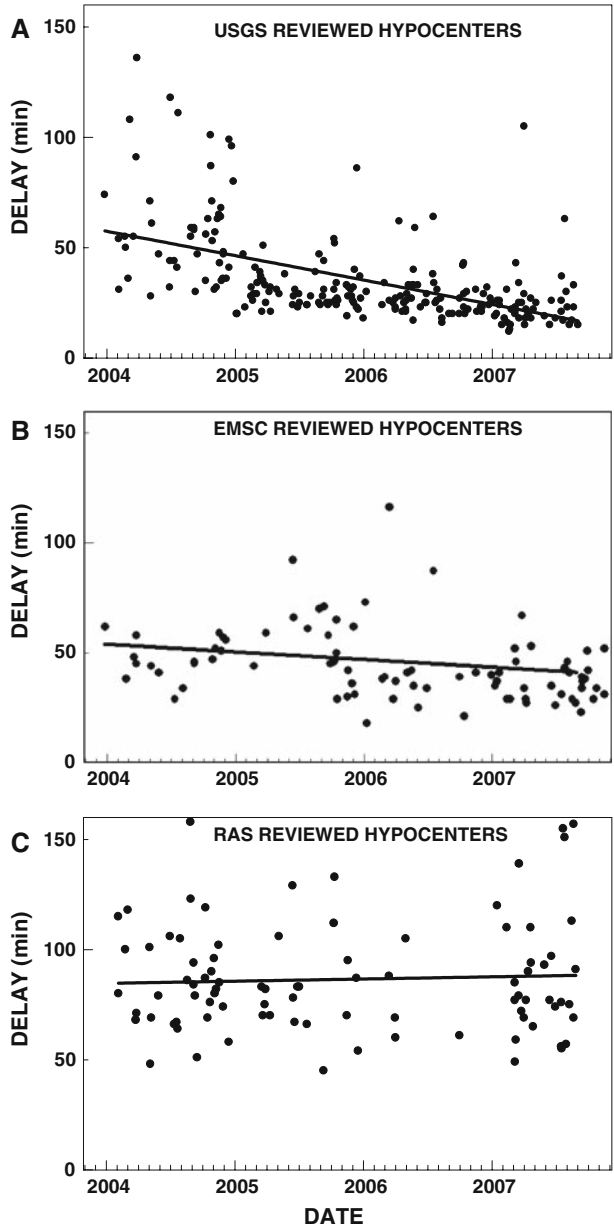 A
USGS REVIEWED HYPOCENTERS
DELAY (min)
150
100
50
0
2004 2005 2006 2007
B
EMSC REVIEWED HYPOCENTERS
DELAY (min)
150
100
50
0
2004 2005 2006 2007
C
RAS REVIEWED HYPOCENTERS
DELAY (min)
150
100
50
0
2004 2005 2006 2007
DATE